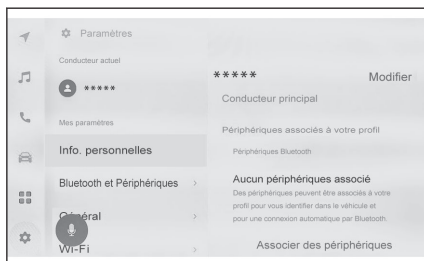 Paramètres
Conducteur actuel
*****
Mes paramètres
Info. personnelles
Bluetooth et Périphériques
Général
Wi-Fi
*****
Modifier
Conducteur principal
Périphériques associés à votre profil
Périphériques Bluetooth
Aucun périphériques associé
Des périphériques peuvent être associés à votre
profil pour vous identifier dans le véhicule et
pour une connexion automatique par Bluetooth.
Associer des périphériques